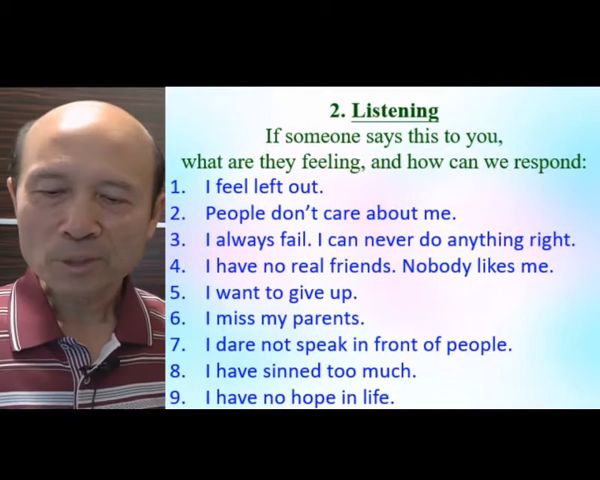 2. Listening
If someone says this to you,
what are they feeling, and how can we respond:
1. I feel left out.
2. People don't care about me.
3. I always fail. I can never do anything right.
4. I have no real friends. Nobody likes me.
5. I want to give up.
6. I miss my parents.
7. I dare not speak in front of people.
8. I have sinned too much.
9. I have no hope in life.